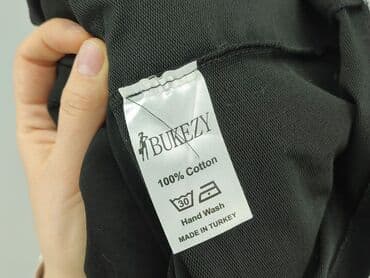 BUKEZY
100% Cotton
30
Hand Wash
MADE IN TURKEY